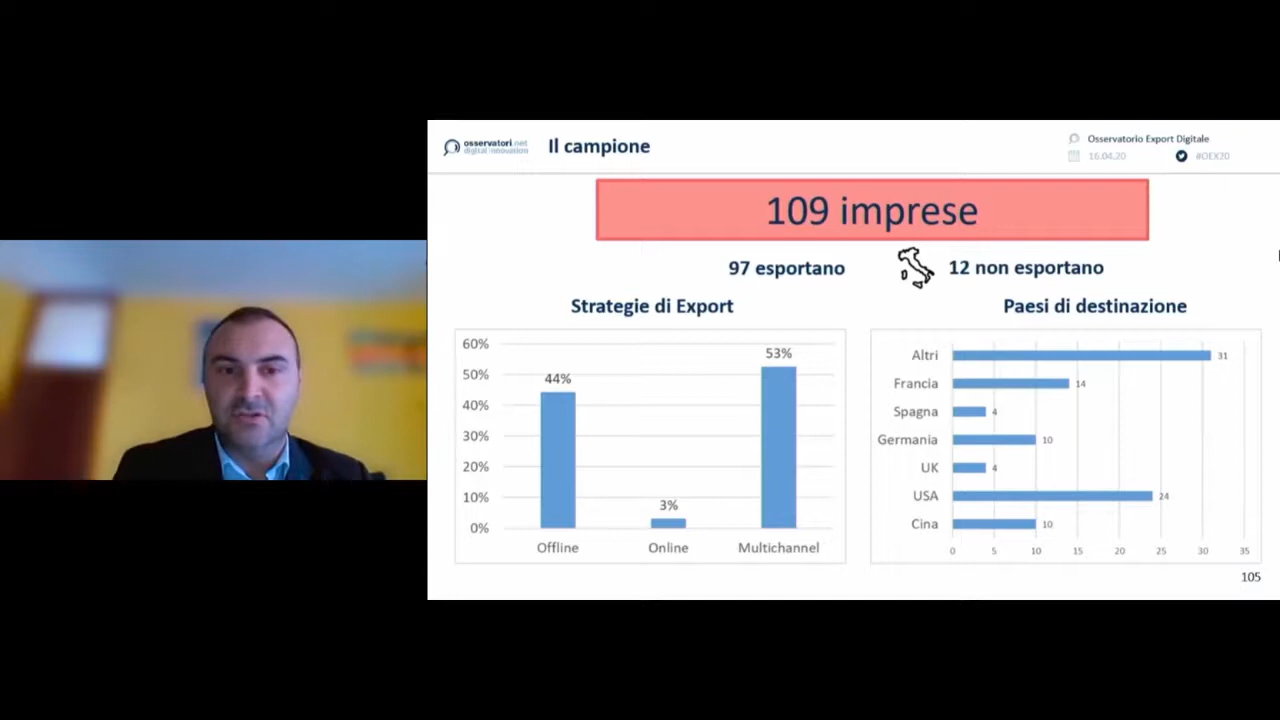 osservatori.net
digital innovation
Il campione
Osservatorio Export Digitale
16.04.20
#OEX20
109 imprese
97 esportano
12 non esportano
Strategie di Export
60%
50%
40%
30%
20%
10%
0%
44%
3%
53%
Offline
Online
Multichannel
Paesi di destinazione
Altri
31
Francia
14
Spagna
4
Germania
10
UK
4
USA
24
Cina
10
0
5
10
15
20
25
30
35
105